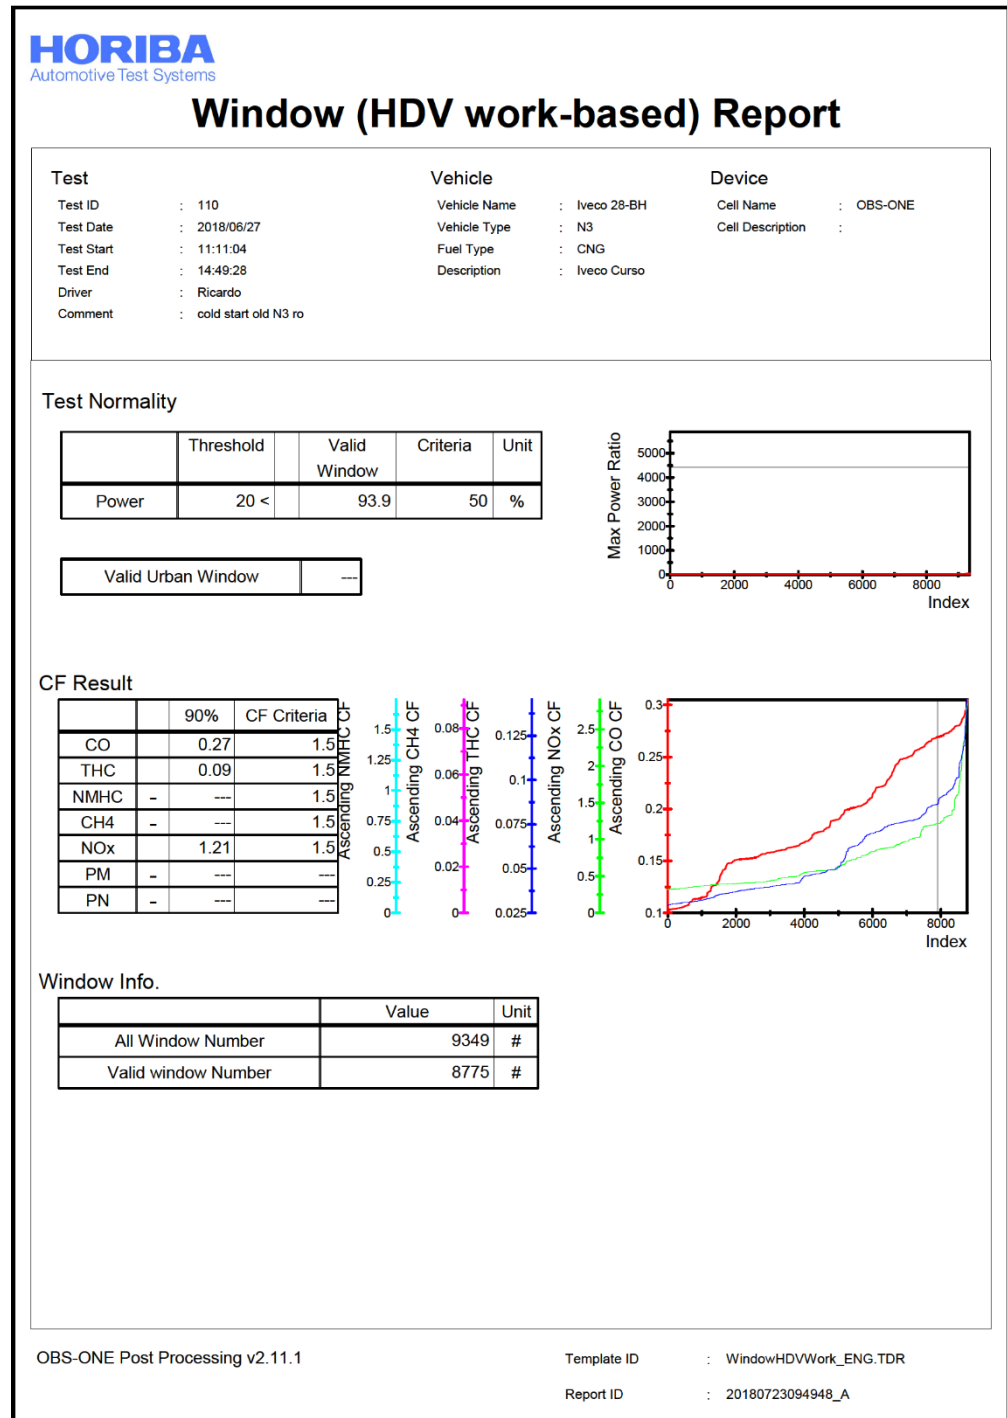 HORIBA
Automotive Test Systems
Window (HDV work-based) Report
Test
Test ID : 110
Test Date : 2018/06/27
Test Start : 11:11:04
Test End : 14:49:28
Driver : Ricardo
Comment : cold start old N3 ro
Vehicle
Vehicle Name : Iveco 28-BH
Vehicle Type : N3
Fuel Type : CNG
Description : Iveco Curso
Device
Cell Name : OBS-ONE
Cell Description :
Test Normality
Threshold Valid Window Criteria Unit
Power 20 < 93.9 50 %
Valid Urban Window ---
Max Power Ratio
5000
4000
3000
2000
1000
0
0 2000 4000 6000 8000
Index
CF Result
90% CF Criteria
CO 0.27 1.5
THC 0.09 1.5
NMHC - --- 1.5
CH4 - --- 1.5
NOx 1.21 1.5
PM - --- ---
PN - --- ---
Ascending NMHC CF
1.5
1.25
1
0.75
0.5
0.25
0
Ascending CH4 CF
0.08
0.06
0.04
0.02
0
Ascending THC CF
0.125
0.1
0.075
0.05
0.025
Ascending NOx CF
2.5
2
1.5
1
0.5
0
Ascending CO CF
0.3
0.25
0.2
0.15
0.1
0 2000 4000 6000 8000
Index
Window Info.
Value Unit
All Window Number 9349 #
Valid window Number 8775 #
OBS-ONE Post Processing v2.11.1
Template ID : WindowHDVWork_ENG.TDR
Report ID : 20180723094948_A